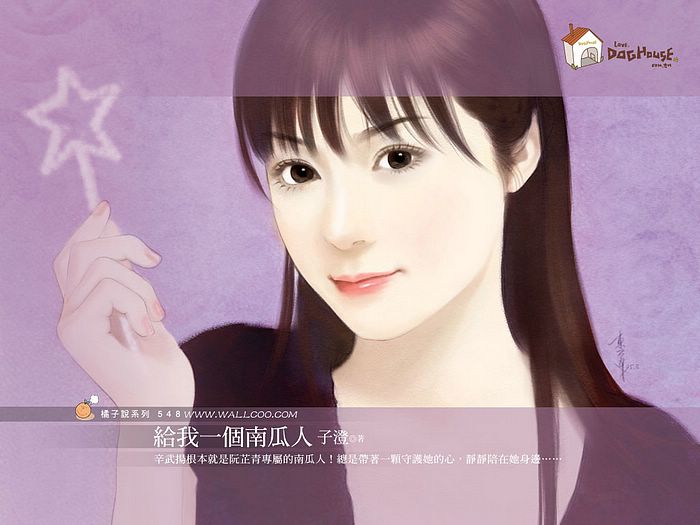 LOVE.
DOGHOUSE
橘子說系列 548 WWW.WALLCOO.COM
給我一個南瓜人 子澄◎著
辛武揚根本就是阮芷青專屬的南瓜人！總是帶著一顆守護她的心，靜靜陪在她身邊……